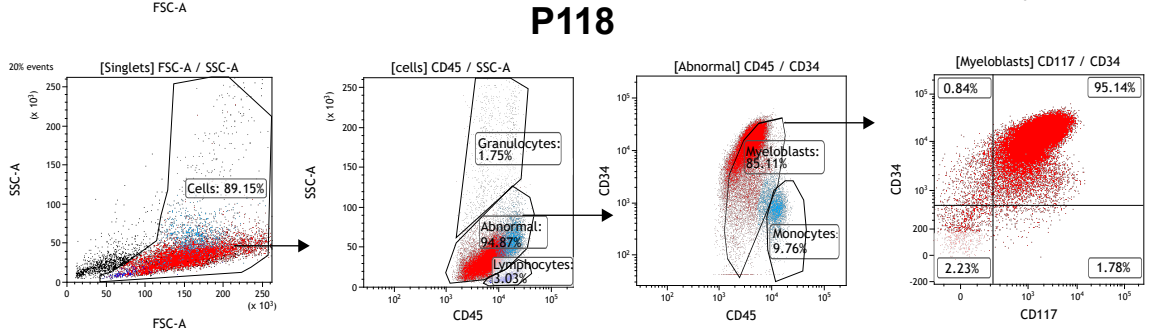 FSC-A
P118
20% events
[Singlets] FSC-A / SSC-A
(x 10³)
SSC-A
250
200
150
100
50
0
Cells: 89.15%
0 50 100 150 200 250
(x 10³)
FSC-A
[cells] CD45 / SSC-A
(x 10³)
SSC-A
250
200
150
100
50
0
Granulocytes:
1.75%
Abnormal:
94.87%
Lymphocytes:
3.03%
10² 10³ 10⁴ 10⁵
CD45
[Abnormal] CD45 / CD34
CD34
10⁵
10⁴
10³
10²
Myeloblasts:
85.11%
Monocytes:
9.76%
10² 10³ 10⁴ 10⁵
CD45
[Myeloblasts] CD117 / CD34
CD34
10⁵
10⁴
10³
200
0
-200
0.84%
95.14%
2.23%
1.78%
0 10³ 10⁴ 10⁵
CD117